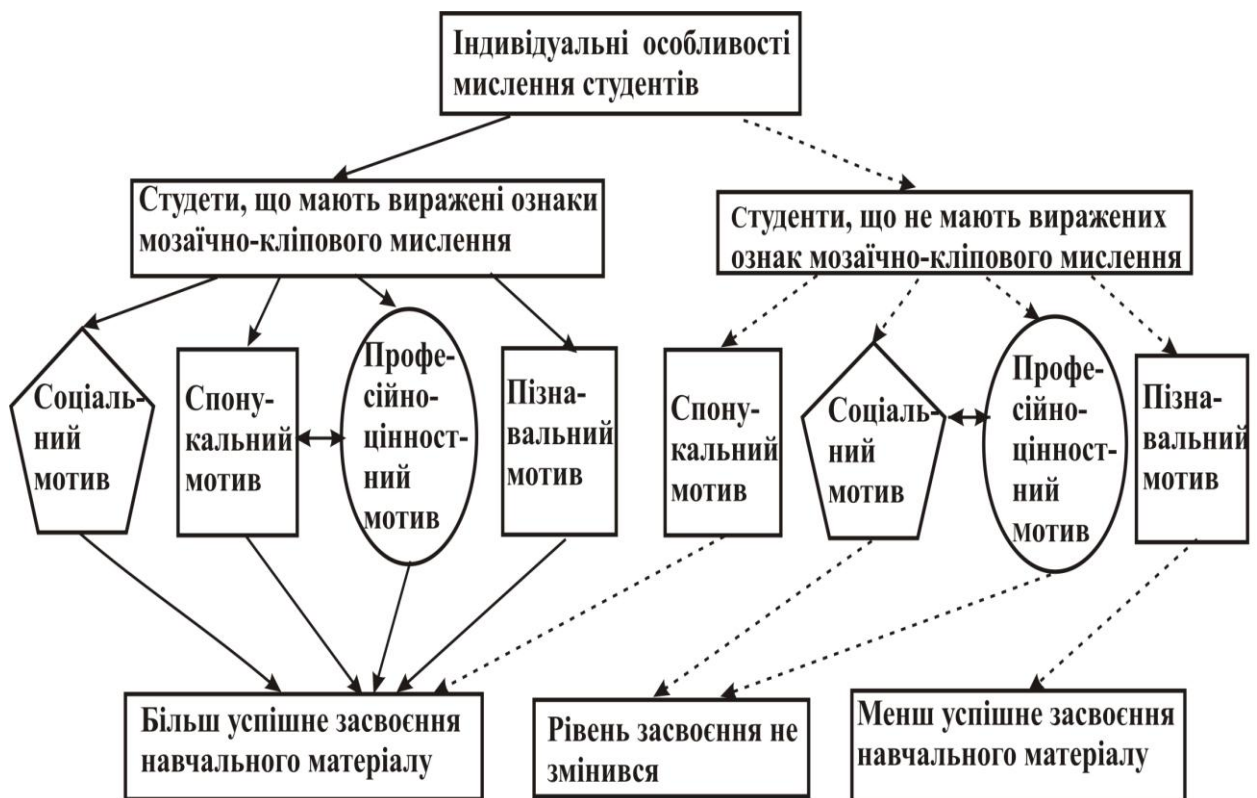 Індивідуальні особливості
мислення студентів
Студети, що мають виражені ознаки
мозаїчно-кліпового мислення
Студенти, що не мають виражених
ознак мозаїчно-кліпового мислення
Соціаль-
ний
мотив
Спону-
кальний
мотив
Профе-
сійно-
цінност-
ний
мотив
Пізна-
вальний
мотив
Спону-
кальний
мотив
Соціаль-
ний
мотив
Профе-
сійно-
цінност-
ний
мотив
Пізна-
вальний
мотив
Більш успішне засвоєння
навчального матеріалу
Рівень засвоєння не
змінився
Менш успішне засвоєння
навчального матеріалу